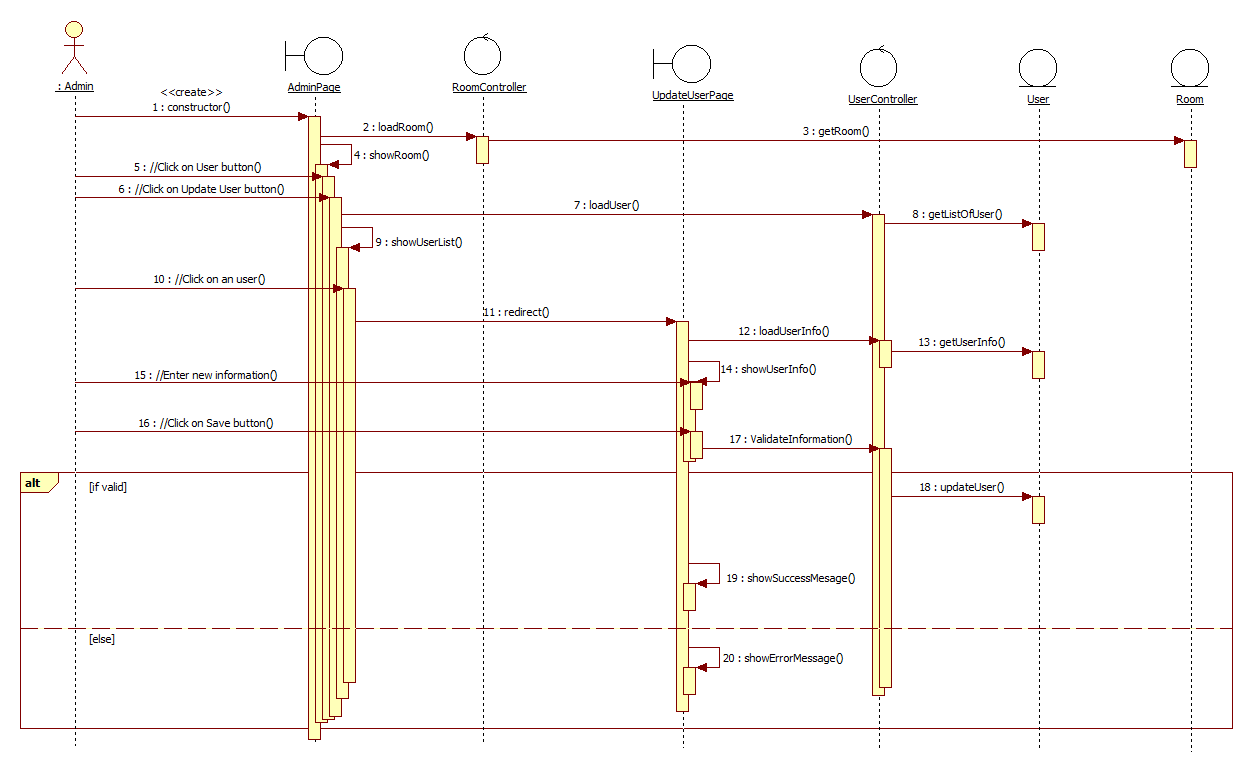 : Admin
AdminPage
RoomController
UpdateUserPage
UserController
User
Room
<<create>>
1 : constructor()
2 : loadRoom()
3 : getRoom()
4 : showRoom()
5 : //Click on User button()
6 : //Click on Update User button()
7 : loadUser()
8 : getListOfUser()
9 : showUserList()
10 : //Click on an user()
11 : redirect()
12 : loadUserInfo()
13 : getUserInfo()
14 : showUserInfo()
15 : //Enter new information()
16 : //Click on Save button()
17 : ValidateInformation()
alt
[if valid]
18 : updateUser()
19 : showSuccessMesage()
[else]
20 : showErrorMessage()